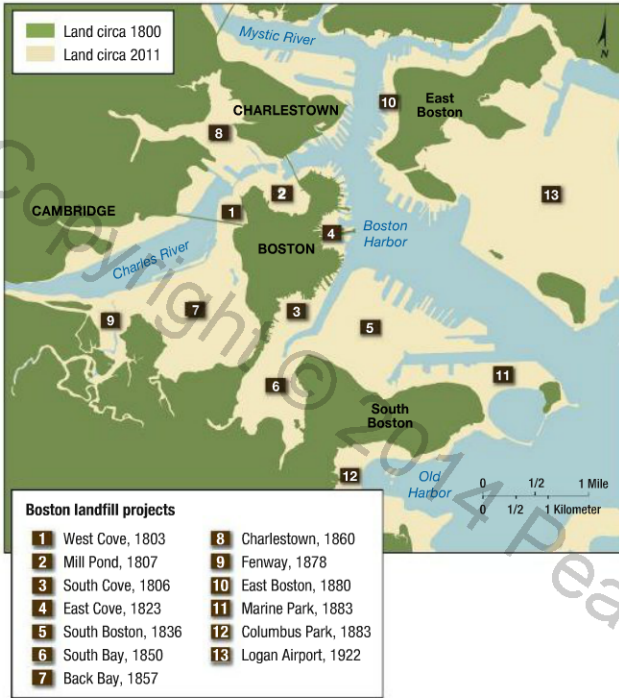 Land circa 1800
Land circa 2011
Mystic River
N
CHARLESTOWN
East
Boston
10
8
2
13
CAMBRIDGE
1
4
Boston
Harbor
BOSTON
Charles River
9
7
3
5
6
11
South
Boston
12
Old
Harbor
0 1/2 1 Mile
0 1/2 1 Kilometer
Boston landfill projects
1 West Cove, 1803
2 Mill Pond, 1807
3 South Cove, 1806
4 East Cove, 1823
5 South Boston, 1836
6 South Bay, 1850
7 Back Bay, 1857
8 Charlestown, 1860
9 Fenway, 1878
10 East Boston, 1880
11 Marine Park, 1883
12 Columbus Park, 1883
13 Logan Airport, 1922
Copyright © 2014 Pea